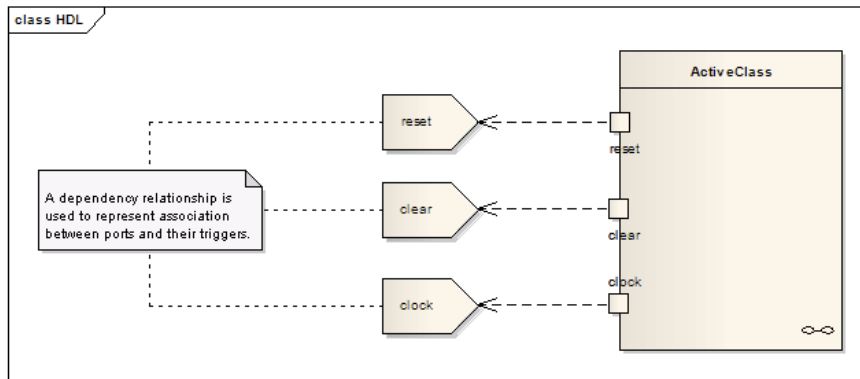 class HDL
ActiveClass
reset
reset
A dependency relationship is
used to represent association
between ports and their triggers.
clear
clear
clock
clock